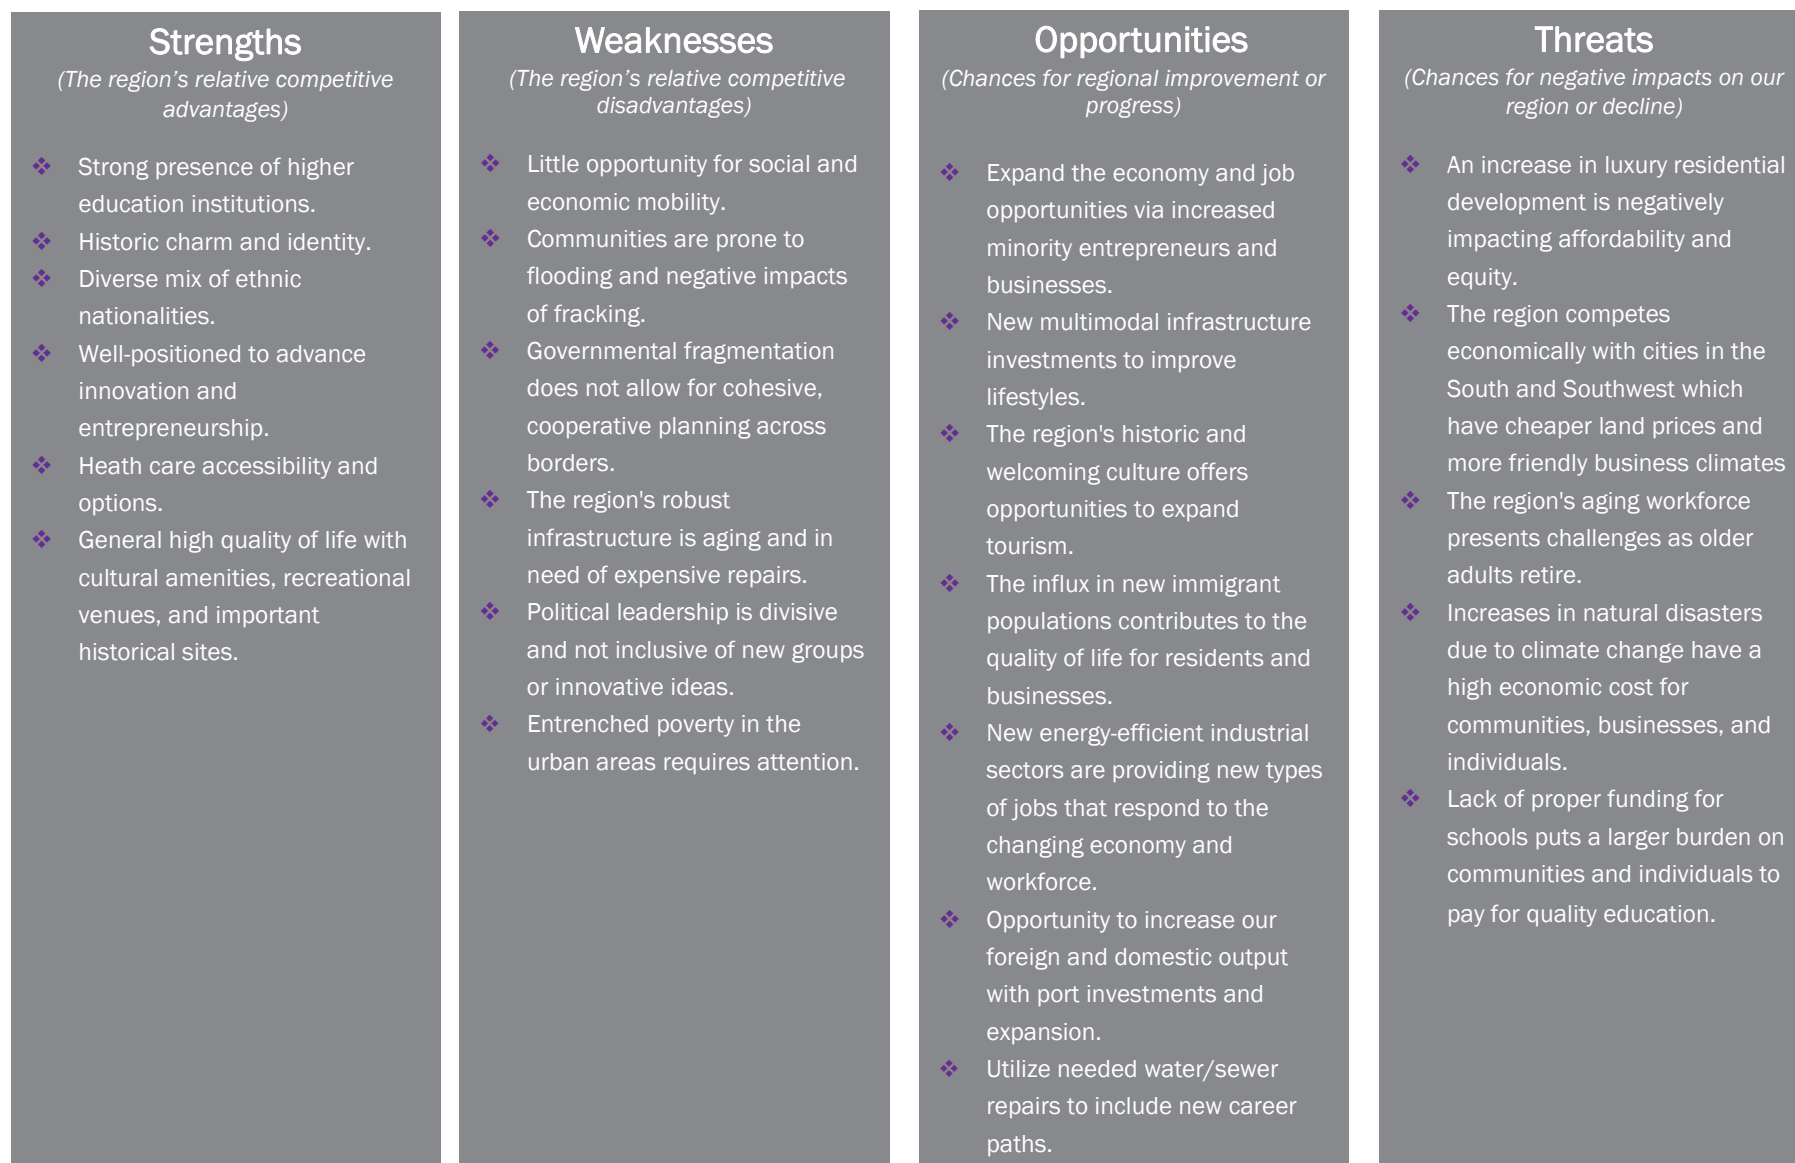 Strengths
(The region’s relative competitive
advantages)
Strong presence of higher
education institutions.
Historic charm and identity.
Diverse mix of ethnic
nationalities.
Well-positioned to advance
innovation and
entrepreneurship.
Heath care accessibility and
options.
General high quality of life with
cultural amenities, recreational
venues, and important
historical sites.
Weaknesses
(The region’s relative competitive
disadvantages)
Little opportunity for social and
economic mobility.
Communities are prone to
flooding and negative impacts
of fracking.
Governmental fragmentation
does not allow for cohesive,
cooperative planning across
borders.
The region's robust
infrastructure is aging and in
need of expensive repairs.
Political leadership is divisive
and not inclusive of new groups
or innovative ideas.
Entrenched poverty in the
urban areas requires attention.
Opportunities
(Chances for regional improvement or
progress)
Expand the economy and job
opportunities via increased
minority entrepreneurs and
businesses.
New multimodal infrastructure
investments to improve
lifestyles.
The region's historic and
welcoming culture offers
opportunities to expand
tourism.
The influx in new immigrant
populations contributes to the
quality of life for residents and
businesses.
New energy-efficient industrial
sectors are providing new types
of jobs that respond to the
changing economy and
workforce.
Opportunity to increase our
foreign and domestic output
with port investments and
expansion.
Utilize needed water/sewer
repairs to include new career
paths.
Threats
(Chances for negative impacts on our
region or decline)
An increase in luxury residential
development is negatively
impacting affordability and
equity.
The region competes
economically with cities in the
South and Southwest which
have cheaper land prices and
more friendly business climates
The region's aging workforce
presents challenges as older
adults retire.
Increases in natural disasters
due to climate change have a
high economic cost for
communities, businesses, and
individuals.
Lack of proper funding for
schools puts a larger burden on
communities and individuals to
pay for quality education.